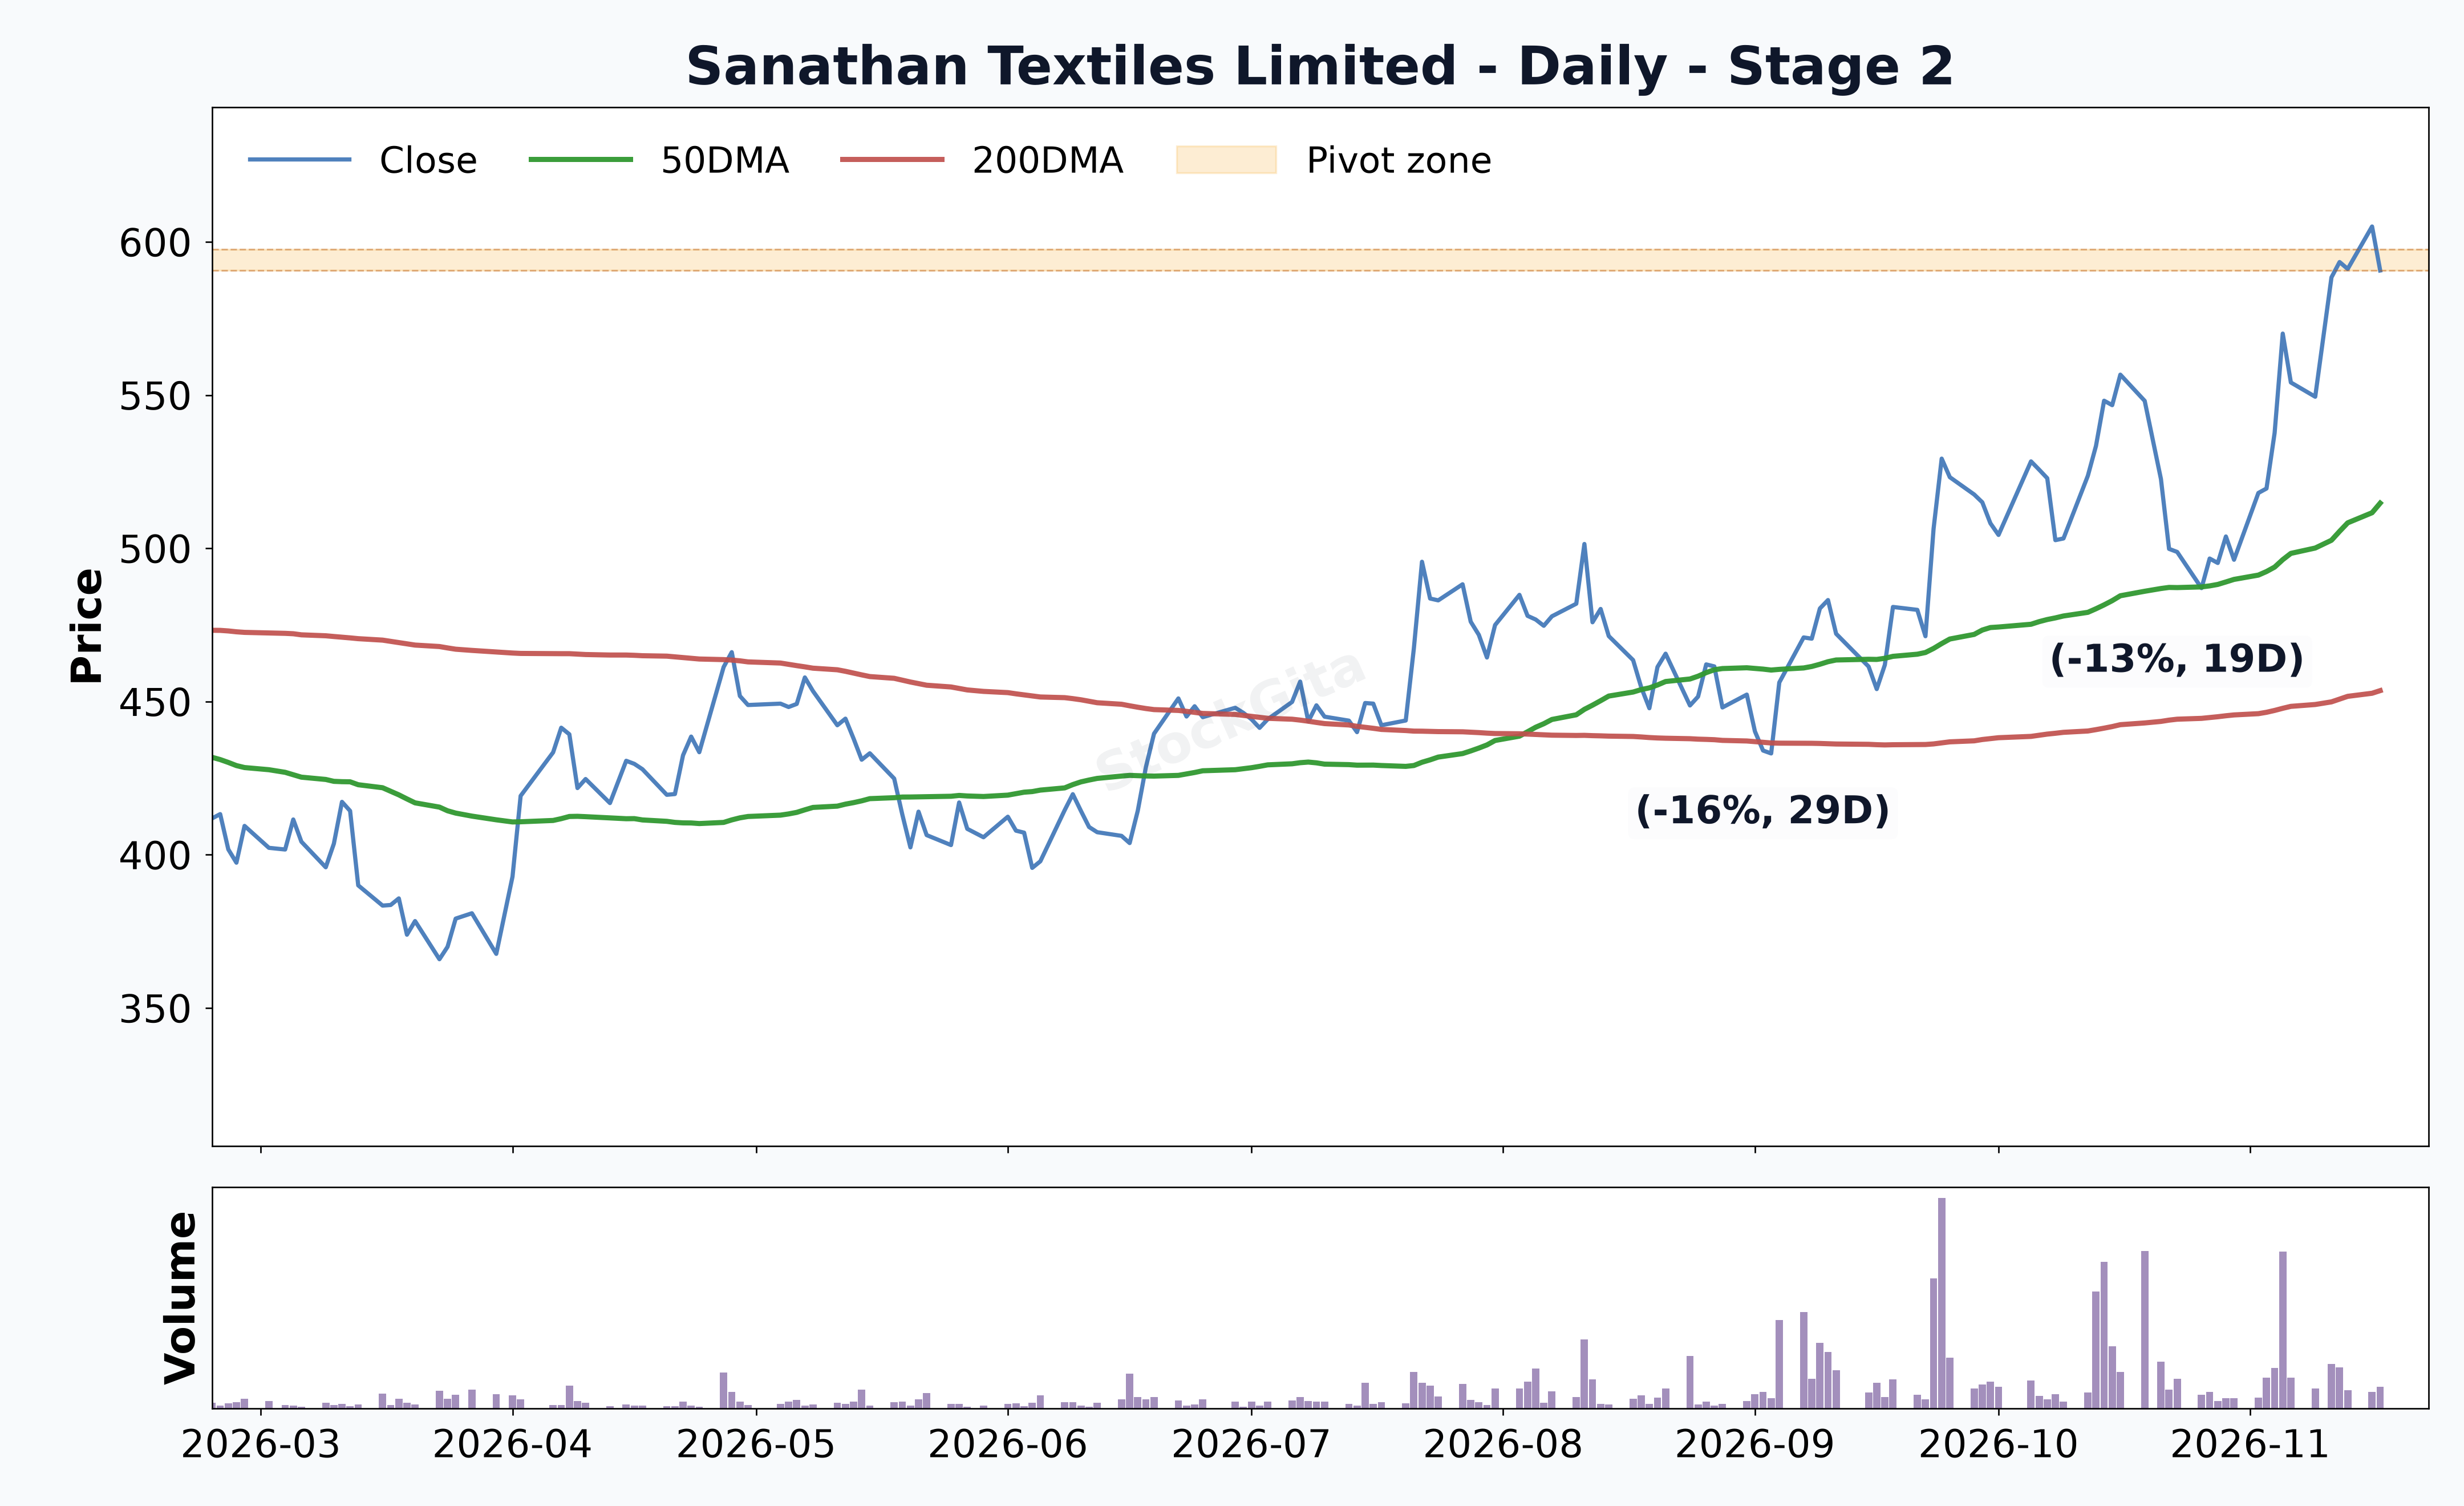 Sanathan Textiles Limited - Daily - Stage 2
Close 50DMA 200DMA Pivot zone
600
550
500
450
400
350
Price
StockGita
(-13%, 19D)
(-16%, 29D)
Volume
2026-03 2026-04 2026-05 2026-06 2026-07 2026-08 2026-09 2026-10 2026-11